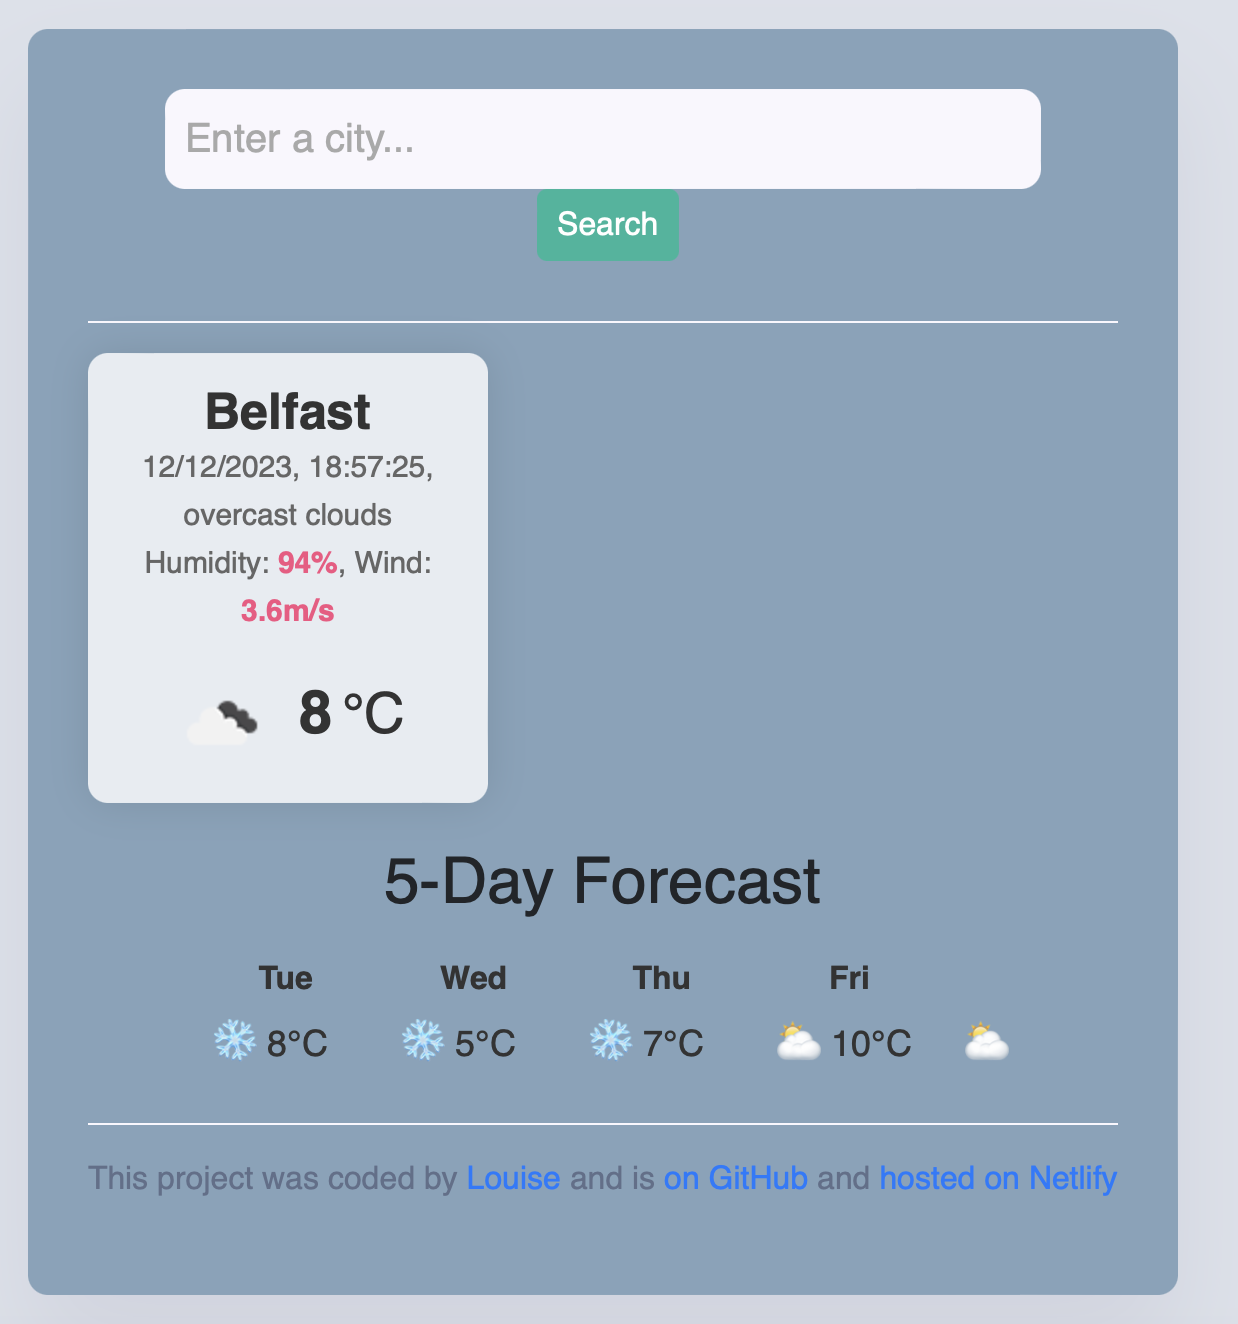 Enter a city...
Search
Belfast
12/12/2023, 18:57:25,
overcast clouds
Humidity: 94%, Wind:
3.6m/s
8 °C
5-Day Forecast
Tue Wed Thu Fri
8°C 5°C 7°C 10°C
This project was coded by Louise and is on GitHub and hosted on Netlify